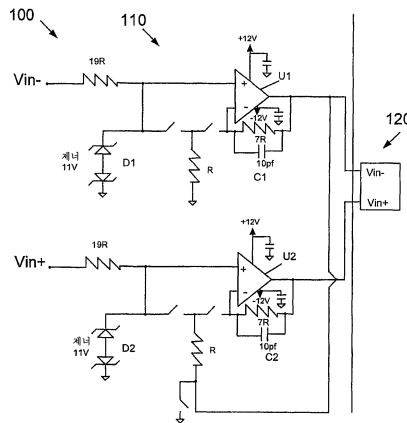 100
110
+12V
19R
Vin-
U1
120
-12V
7R
제너
11V
D1
R
10pf
C1
Vin-
Vin+
+12V
19R
Vin+
U2
-12V
7R
제너
11V
D2
R
10pf
C2